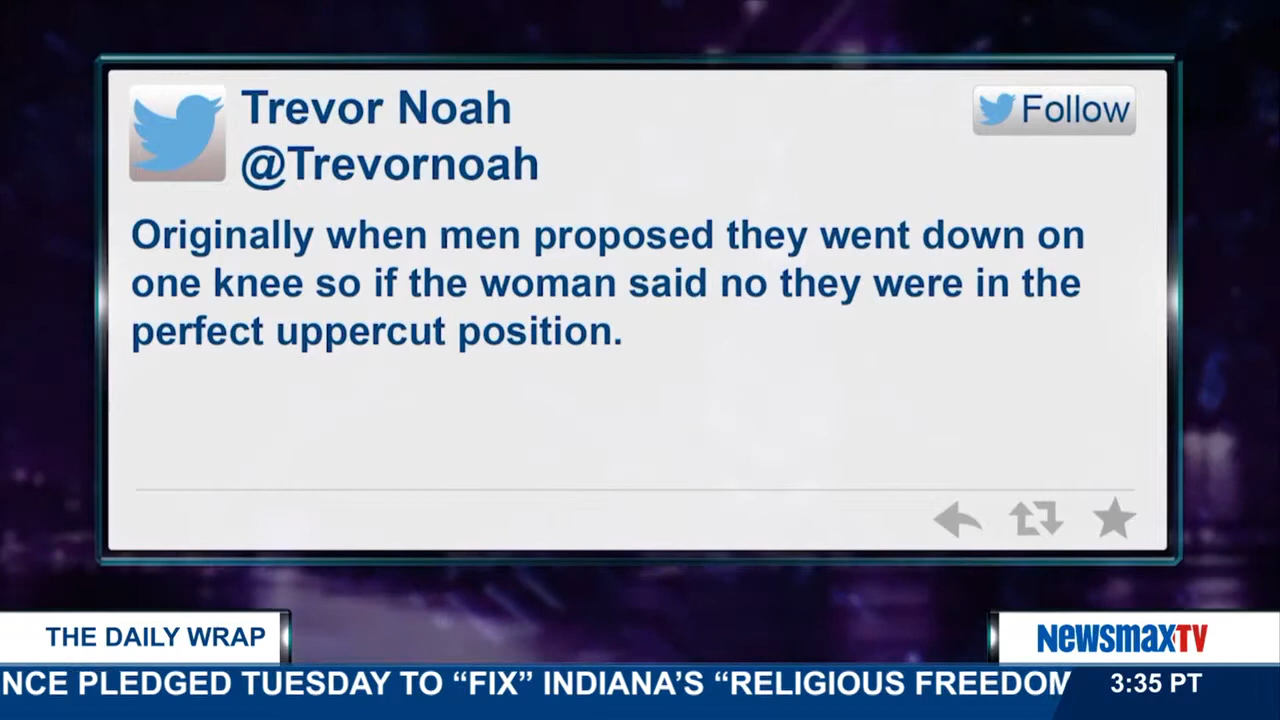 Trevor Noah
@Trevornoah
Follow
Originally when men proposed they went down on
one knee so if the woman said no they were in the
perfect uppercut position.
THE DAILY WRAP
NEWSMAXTV
NCE PLEDGED TUESDAY TO “FIX” INDIANA’S “RELIGIOUS FREEDOM
3:35 PT